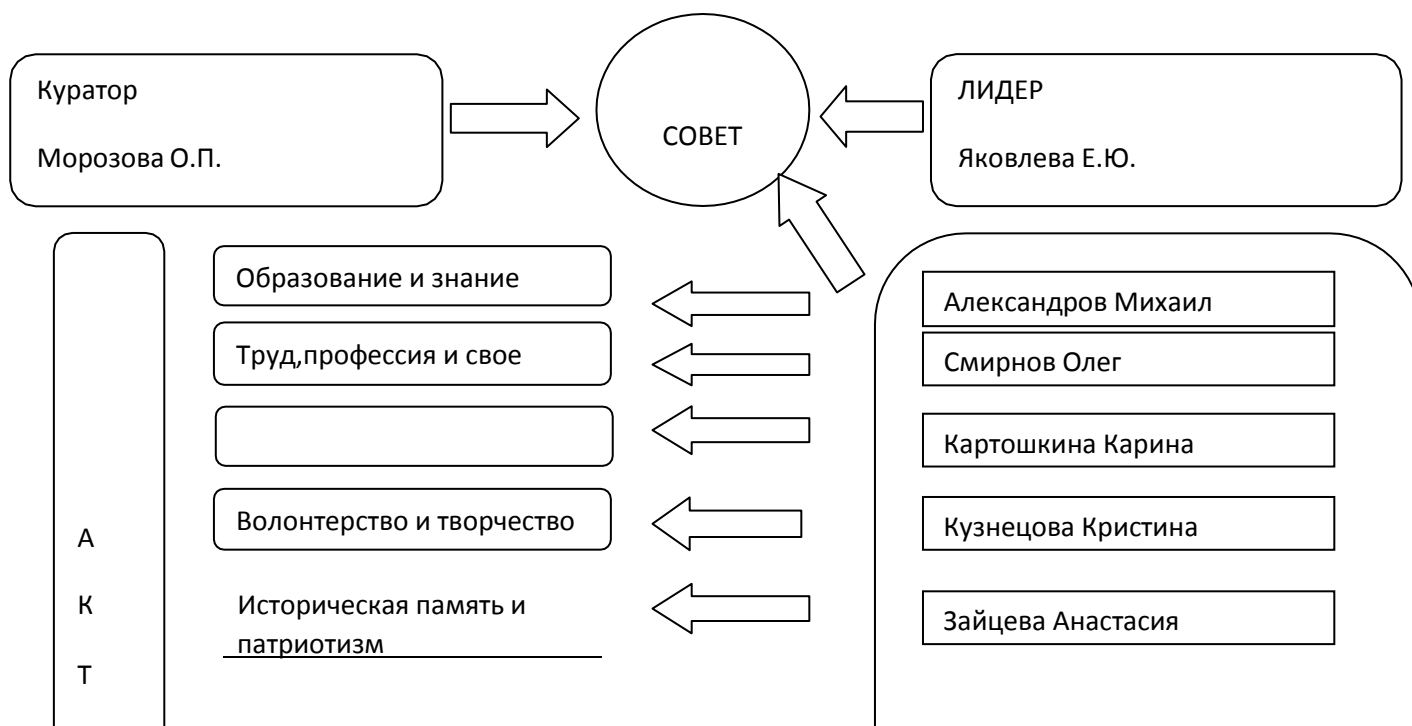 Куратор
Морозова О.П.
СОВЕТ
ЛИДЕР
Яковлева Е.Ю.
Образование и знание
Александров Михаил
Труд,профессия и свое
Смирнов Олег
Картошкина Карина
Волонтерство и творчество
Кузнецова Кристина
Историческая память и
патриотизм
Зайцева Анастасия
А
К
Т